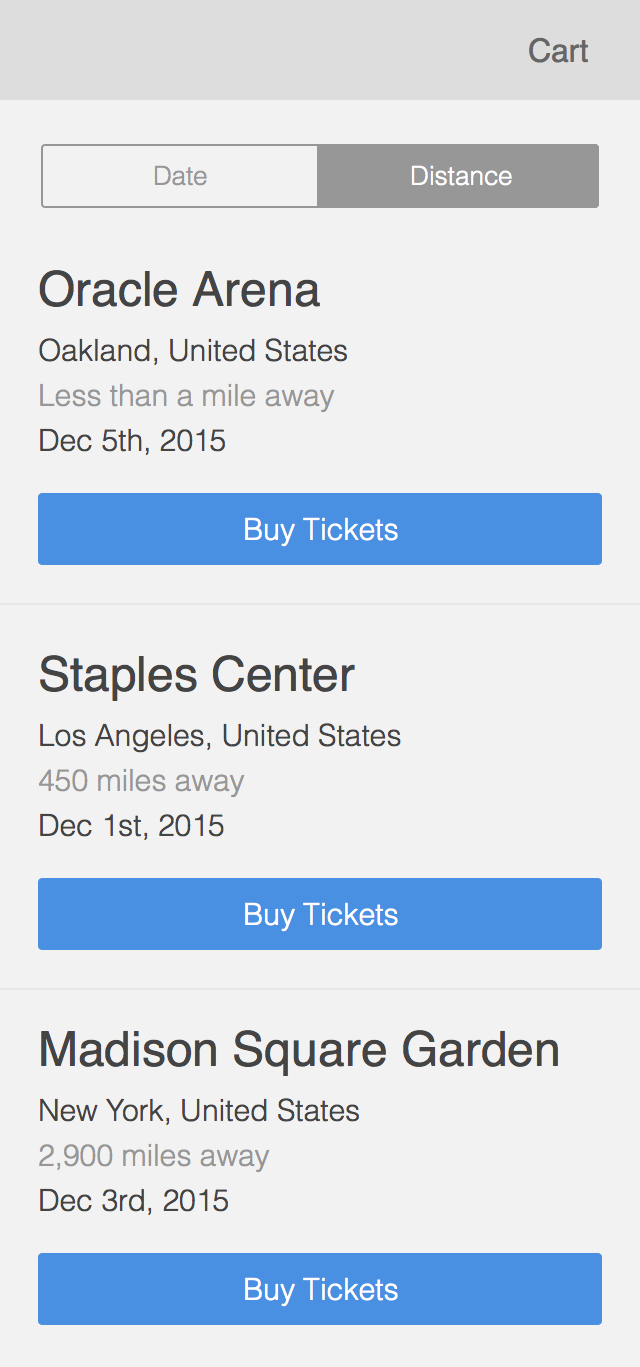 Cart
Date
Distance
Oracle Arena
Oakland, United States
Less than a mile away
Dec 5th, 2015
Buy Tickets
Staples Center
Los Angeles, United States
450 miles away
Dec 1st, 2015
Buy Tickets
Madison Square Garden
New York, United States
2,900 miles away
Dec 3rd, 2015
Buy Tickets